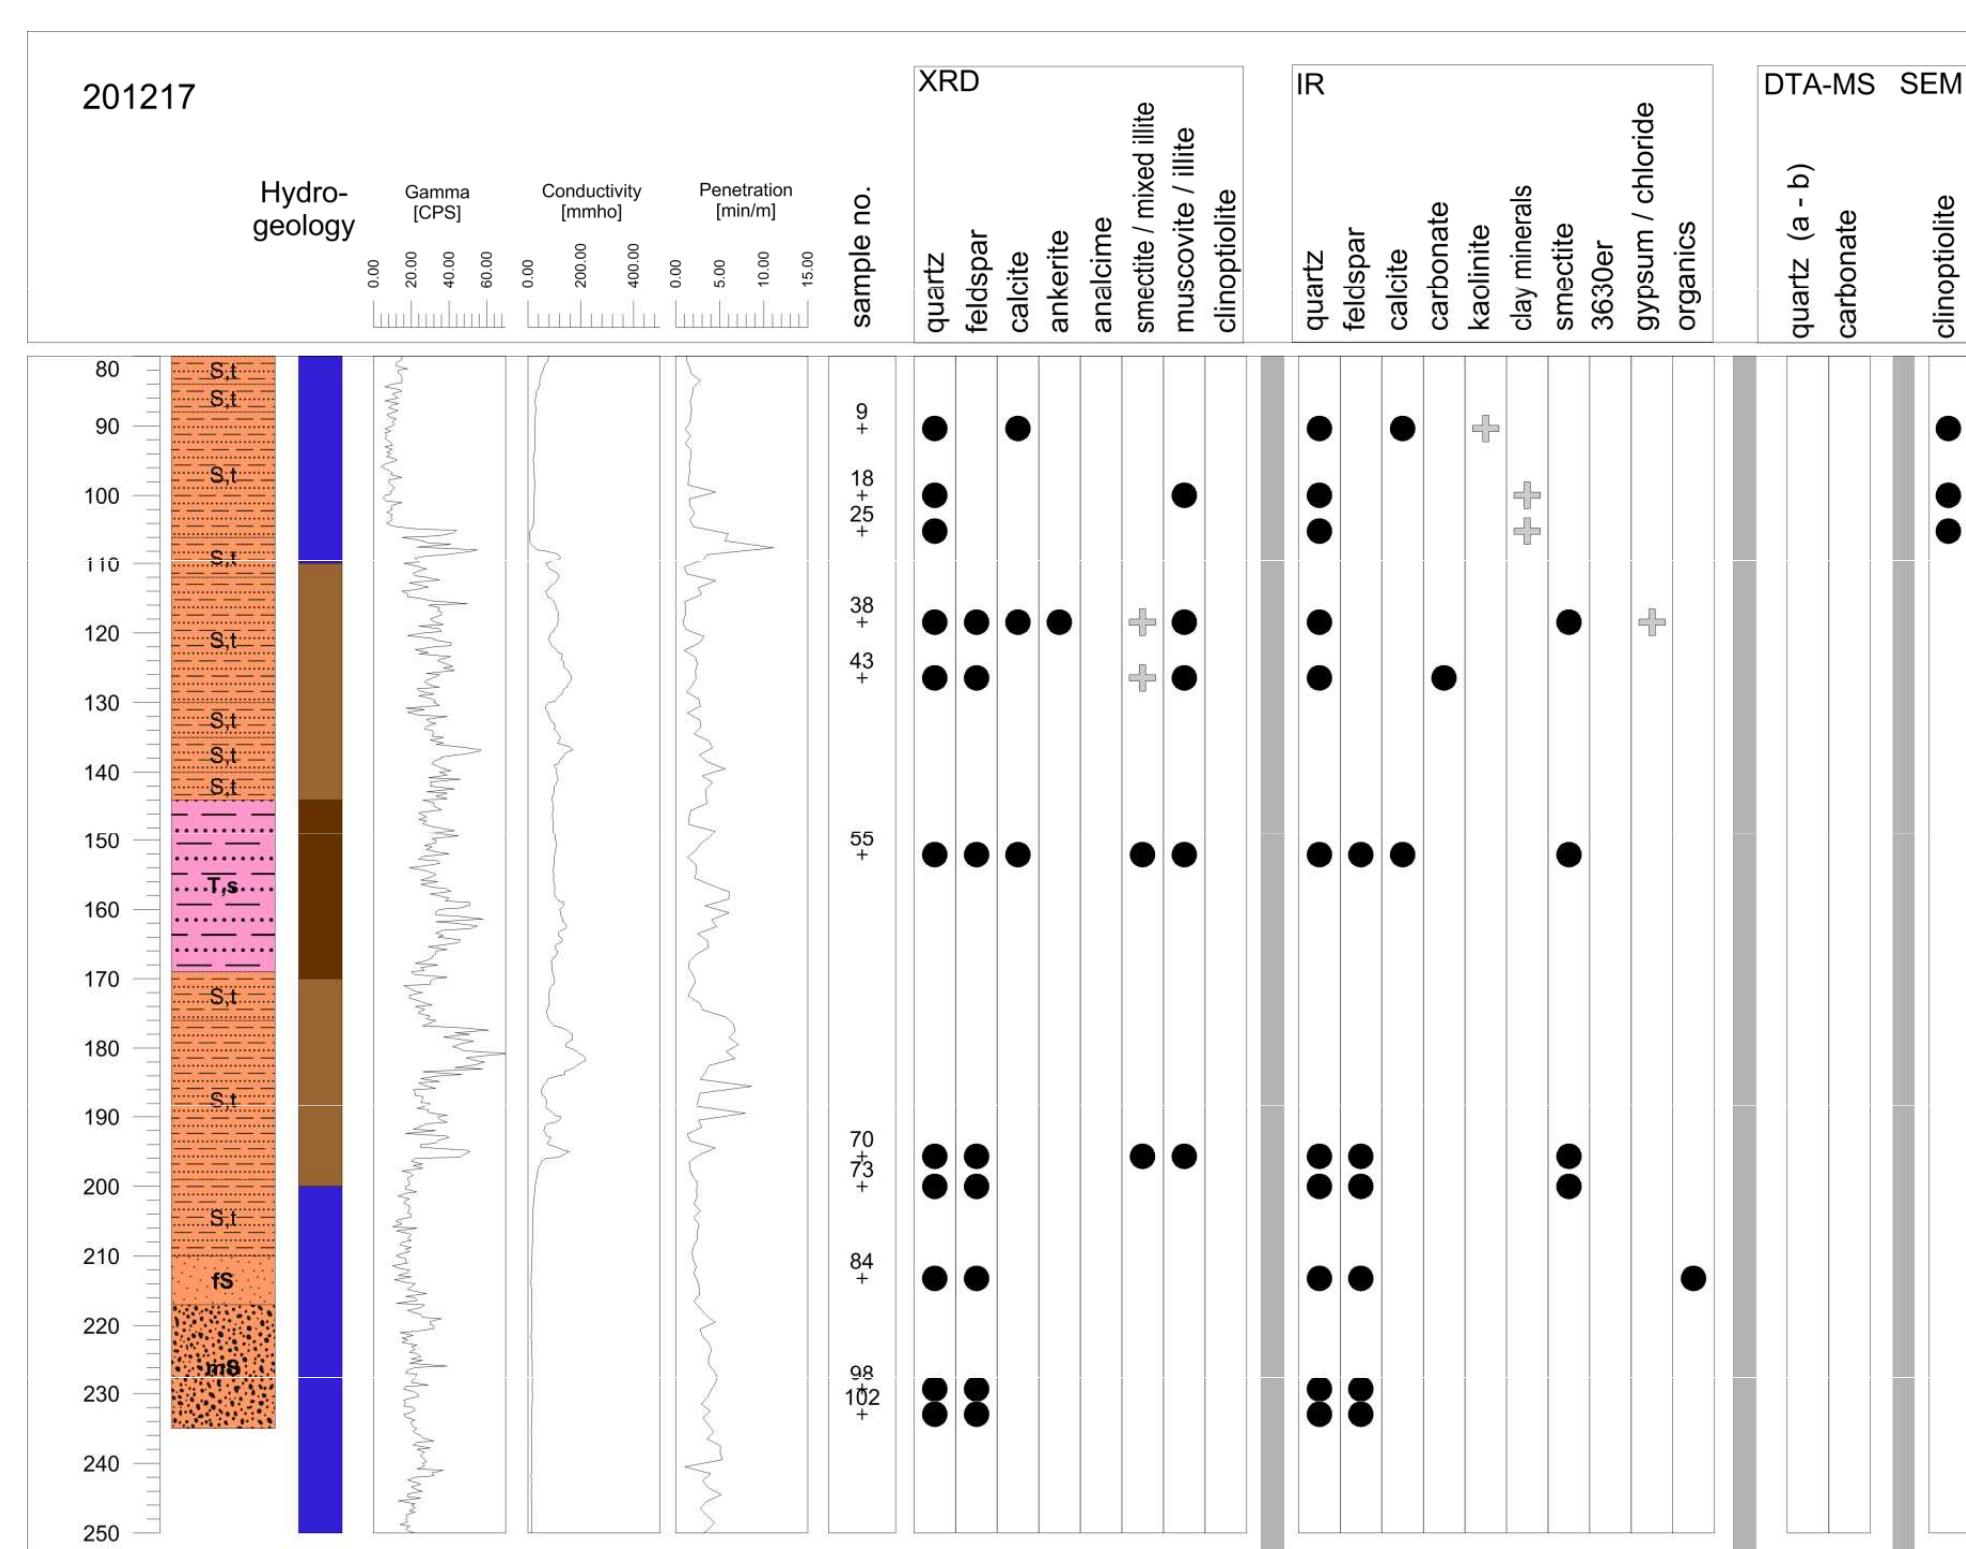 201217
Hydro-
geology
Gamma
[CPS]
0.00 20.00 40.00 60.00
Conductivity
[mmho]
0.00 200.00 400.00
Penetration
[min/m]
0.00 5.00 10.00 15.00
sample no.
XRD
quartz
feldspar
calcite
ankerite
analcime
smectite / mixed illite
muscovite / illite
clinoptiolite
IR
quartz
feldspar
calcite
carbonate
kaolinite
clay minerals
smectite
3630er
gypsum / chloride
organics
DTA-MS
quartz (a - b)
carbonate
SEM
clinoptiolite
80
S,t
S,t
90
9
S,t
18
100
25
S,t
110
38
120
S,t
43
130
S,t
S,t
140
S,t
150
55
T,s
160
170
S,t
180
S,t
190
70
73
200
S,t
210
84
fS
220
mS
98
230
102
240
250